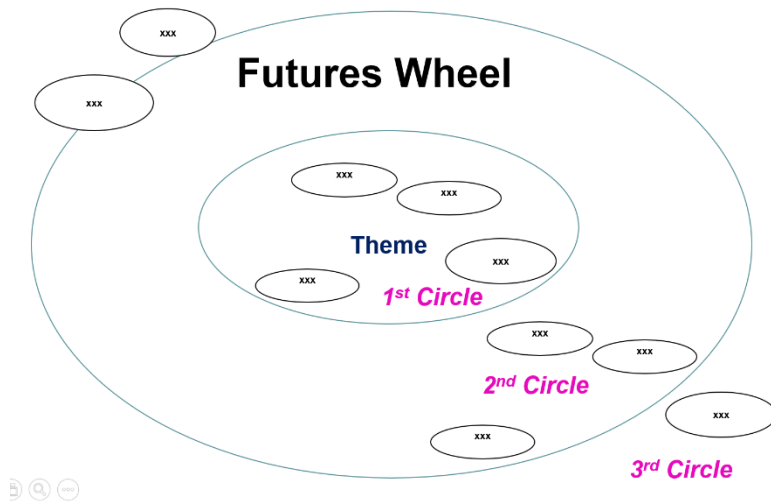 xxx
xxx
Futures Wheel
xxx
xxx
Theme
xxx
xxx
1st Circle
xxx
xxx
2nd Circle
xxx
xxx
3rd Circle